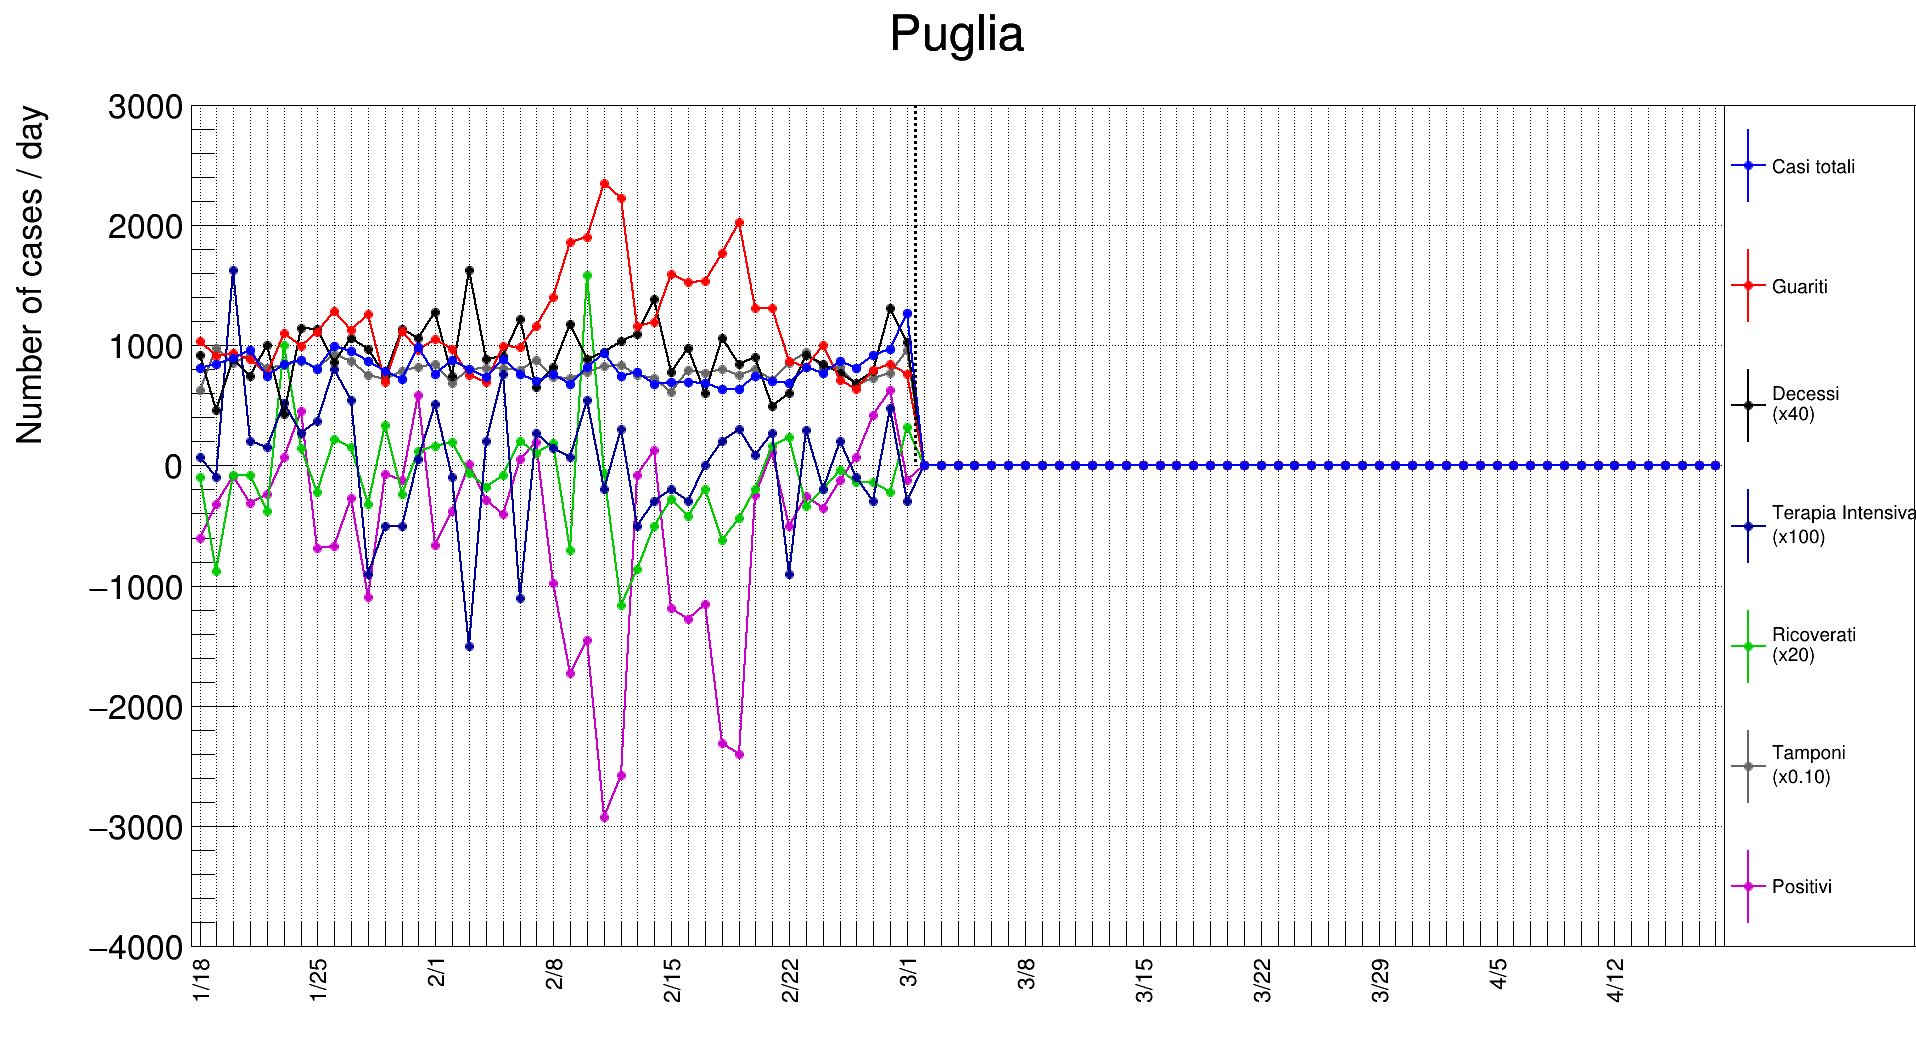 Puglia
Number of cases / day
3000
2000
1000
0
−1000
−2000
−3000
−4000
1/18
1/25
2/1
2/8
2/15
2/22
3/1
3/8
3/15
3/22
3/29
4/5
4/12
Casi totali
Guariti
Decessi
(x40)
Terapia Intensiva
(x100)
Ricoverati
(x20)
Tamponi
(x0.10)
Positivi